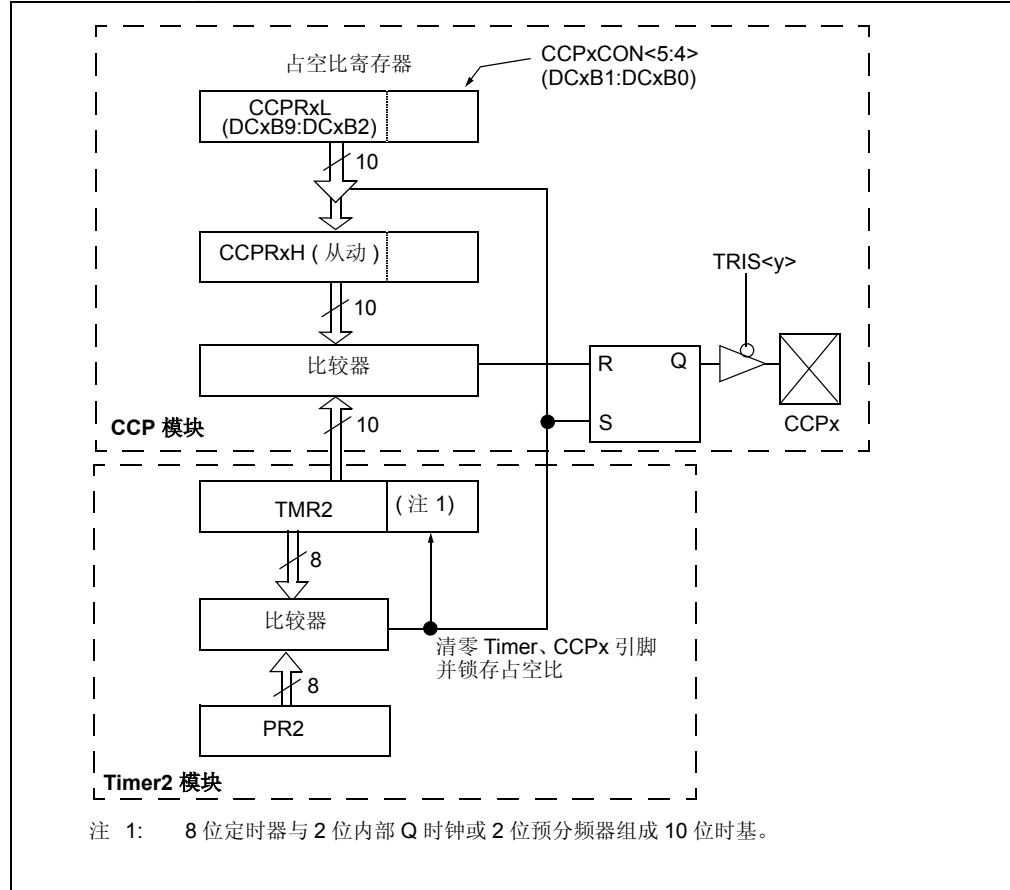 占空比寄存器
CCPxCON<5:4>
(DCxB1:DCxB0)
CCPRxL
(DCxB9:DCxB2)
10
CCPRxH ( 从动 )
10
TRIS<y>
比较器
R
Q
S
CCPx
10
CCP 模块
TMR2
( 注 1)
8
比较器
清零 Timer、CCPx 引脚
并锁存占空比
8
PR2
Timer2 模块
注 1: 8 位定时器与 2 位内部 Q 时钟或 2 位预分频器组成 10 位时基。